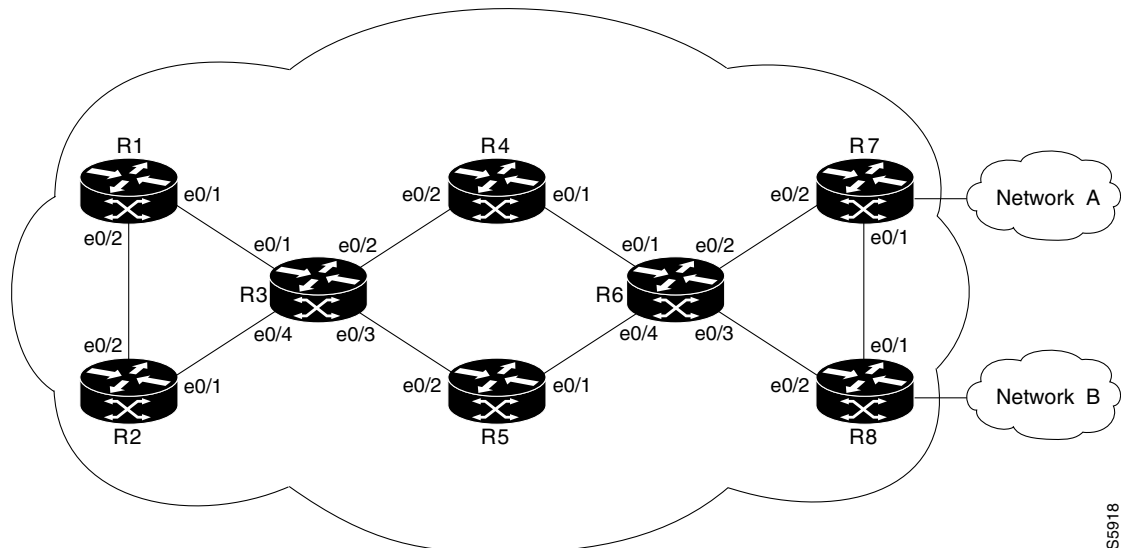 R1
R4
R7
e0/1
e0/2
e0/1
e0/2
Network A
e0/2
e0/1
e0/2
e0/1
e0/2
e0/1
R3
R6
e0/2
e0/4
e0/3
e0/4
e0/3
e0/1
e0/1
e0/2
e0/1
e0/2
Network B
R2
R5
R8
S5918